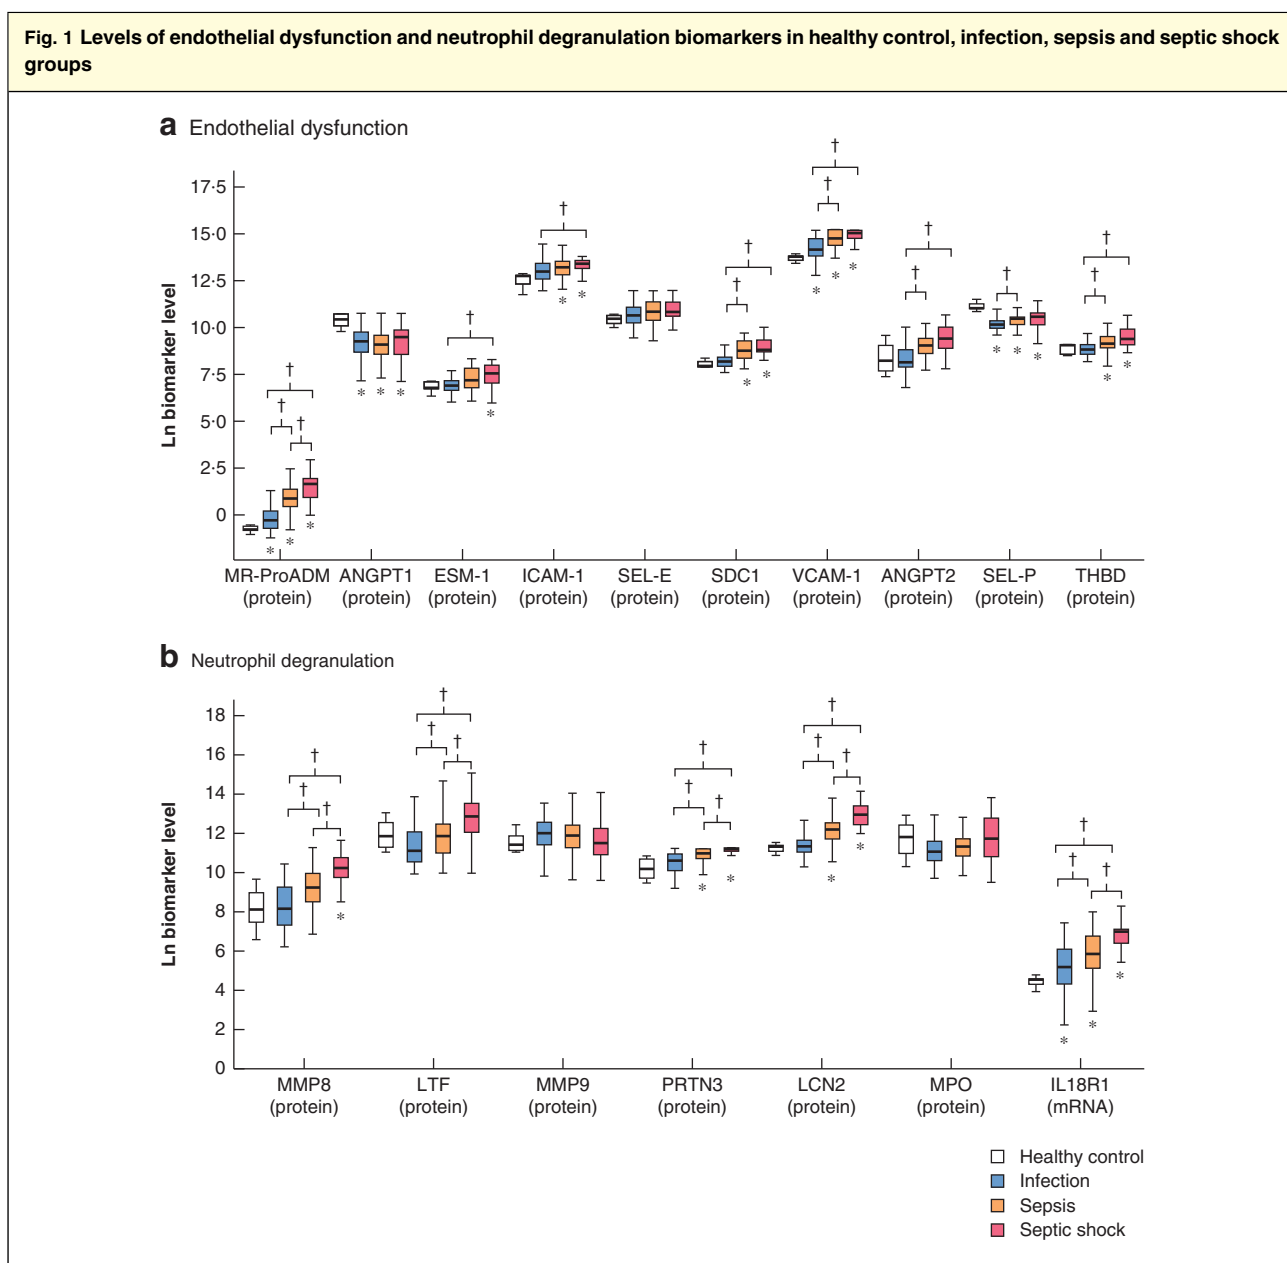 Fig. 1 Levels of endothelial dysfunction and neutrophil degranulation biomarkers in healthy control, infection, sepsis and septic shock
groups
a Endothelial dysfunction
Ln biomarker level
17·5
15·0
12·5
10·0
7·5
5·0
2·5
0
† † † † † † † † † † † † † †
* * * * * * * * * * * * * * * * * * * *
MR-ProADM ANGPT1 ESM-1 ICAM-1 SEL-E SDC1 VCAM-1 ANGPT2 SEL-P THBD
(protein) (protein) (protein) (protein) (protein) (protein) (protein) (protein) (protein) (protein)
b Neutrophil degranulation
Ln biomarker level
18
16
14
12
10
8
6
4
2
0
† † † † † † † † † † † † † † †
* * * * * * * *
MMP8 LTF MMP9 PRTN3 LCN2 MPO IL18R1
(protein) (protein) (protein) (protein) (protein) (protein) (mRNA)
Healthy control
Infection
Sepsis
Septic shock